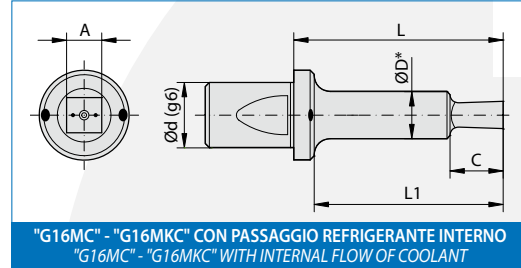 A
L
Ød (g6)
ØD*
C
L1
"G16MC" - "G16MKC" CON PASSAGGIO REFRIGERANTE INTERNO
"G16MC" - "G16MKC" WITH INTERNAL FLOW OF COOLANT